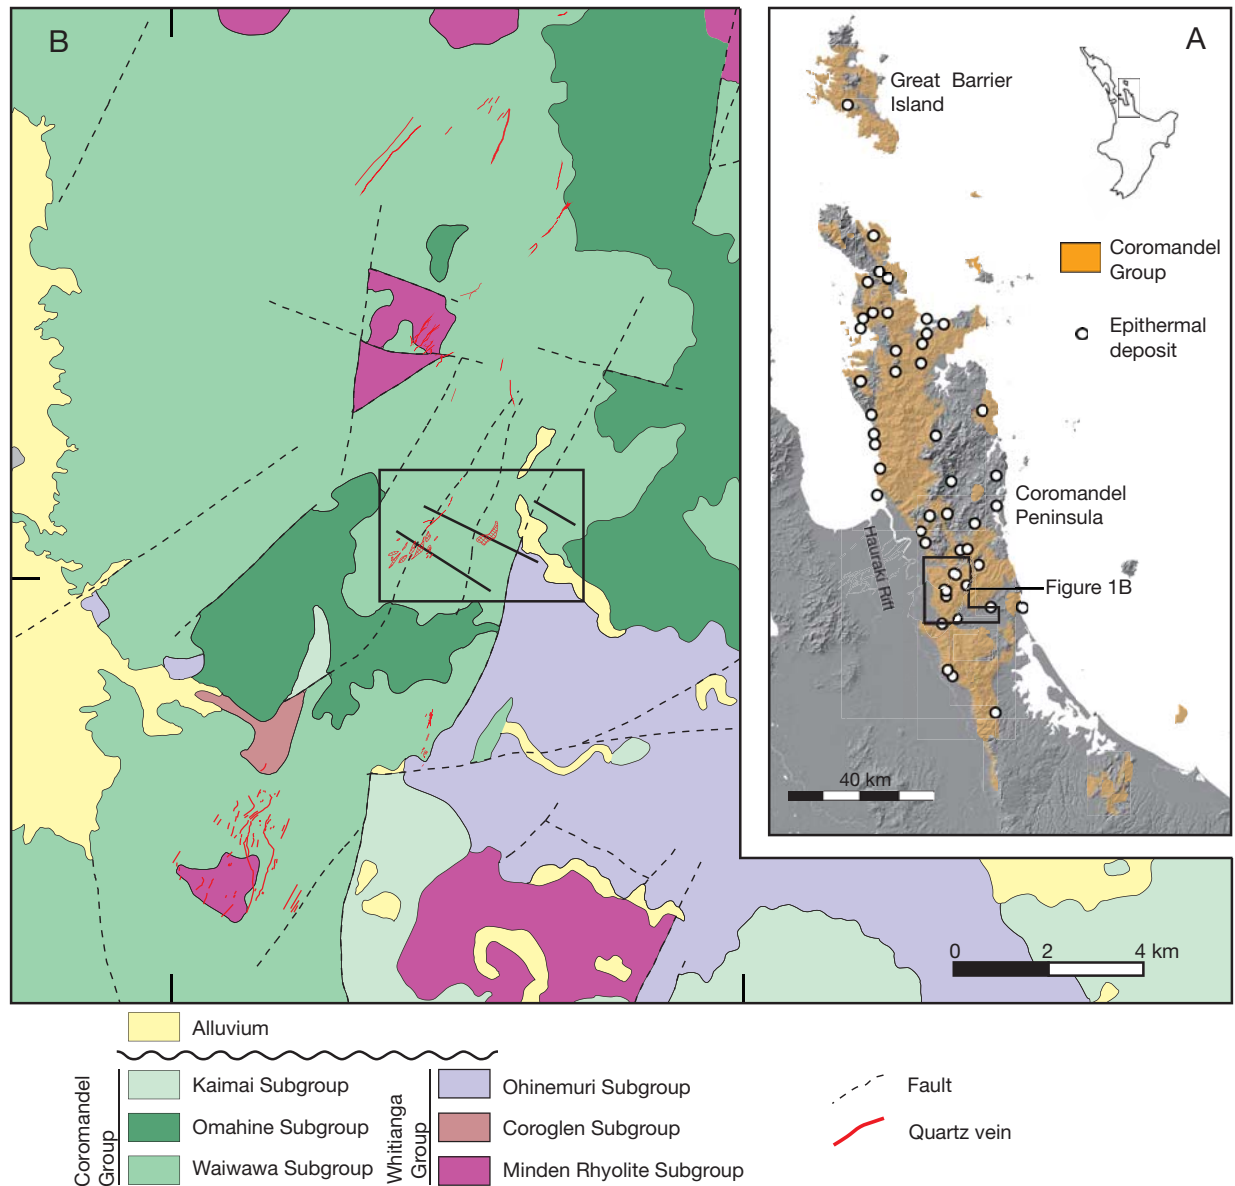 B
A
Great Barrier
Island
Coromandel
Group
Epithermal
deposit
Coromandel
Peninsula
Hauraki Rift
Figure 1B
40 km
0 2 4 km
Alluvium
Coromandel
Group
Kaimai Subgroup
Omahine Subgroup
Waiwawa Subgroup
Whitianga
Group
Ohinemuri Subgroup
Coroglen Subgroup
Minden Rhyolite Subgroup
Fault
Quartz vein